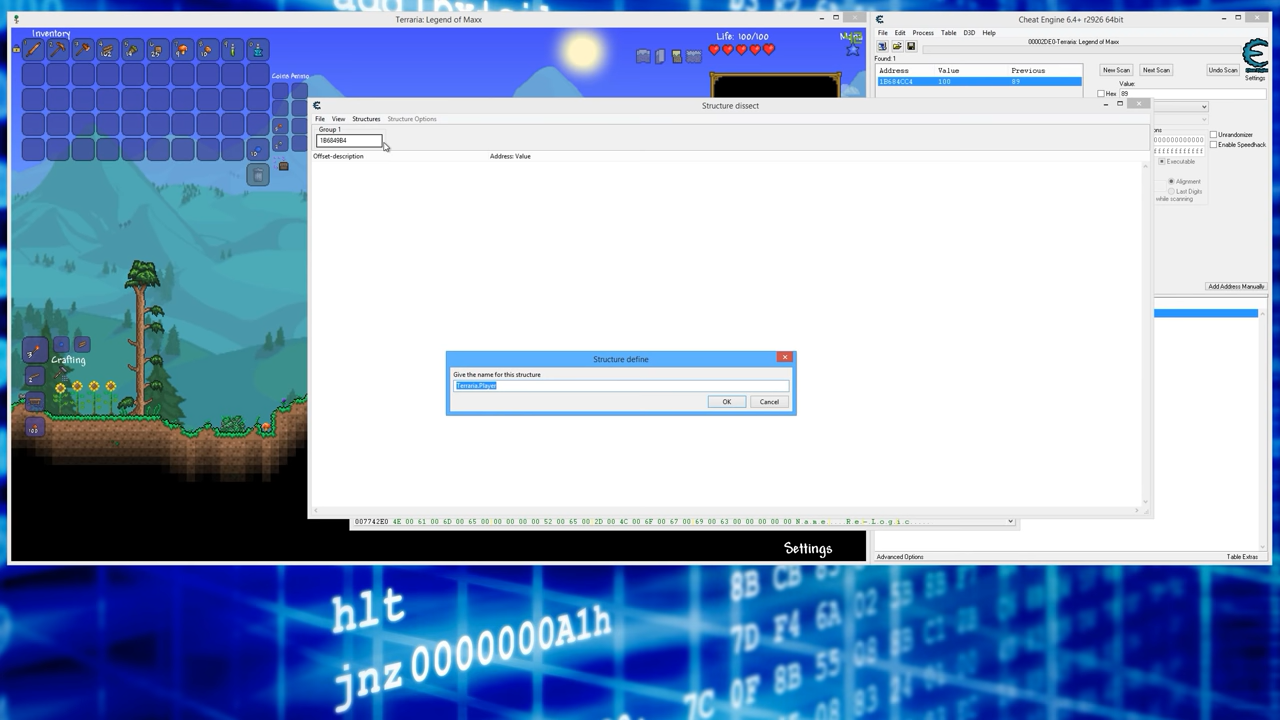 Terraria: Legend of Maxx
Inventory
Life: 100/100
Crafting
Settings
Cheat Engine 6.4+ r2926 64bit
File Edit Process Table D3D Help
00002DE0-Terraria: Legend of Maxx
Found: 1
Address Value Previous
1B684CC4 100 89
New Scan Next Scan Undo Scan
Settings
Value:
Hex 89
Unrandomizer
Enable Speedhack
Executable
Alignment
Last Digits
while scanning
Add Address Manually
Advanced Options Table Extras
Structure dissect
File View Structures Structure Options
Group 1
1B6849B4
Offset-description Address: Value
Structure define
Give the name for this structure
Terraria.Player
OK Cancel
007742E0 4E 00 61 00 6D 00 65 00 00 00 00 00 52 00 65 00 2D 00 4C 00 6F 00 67 00 69 00 63 00 00 00 00 00 N.a.m.e.....R.e.-.L.o.g.i.c.....
hlt
jnz 0000000A1h